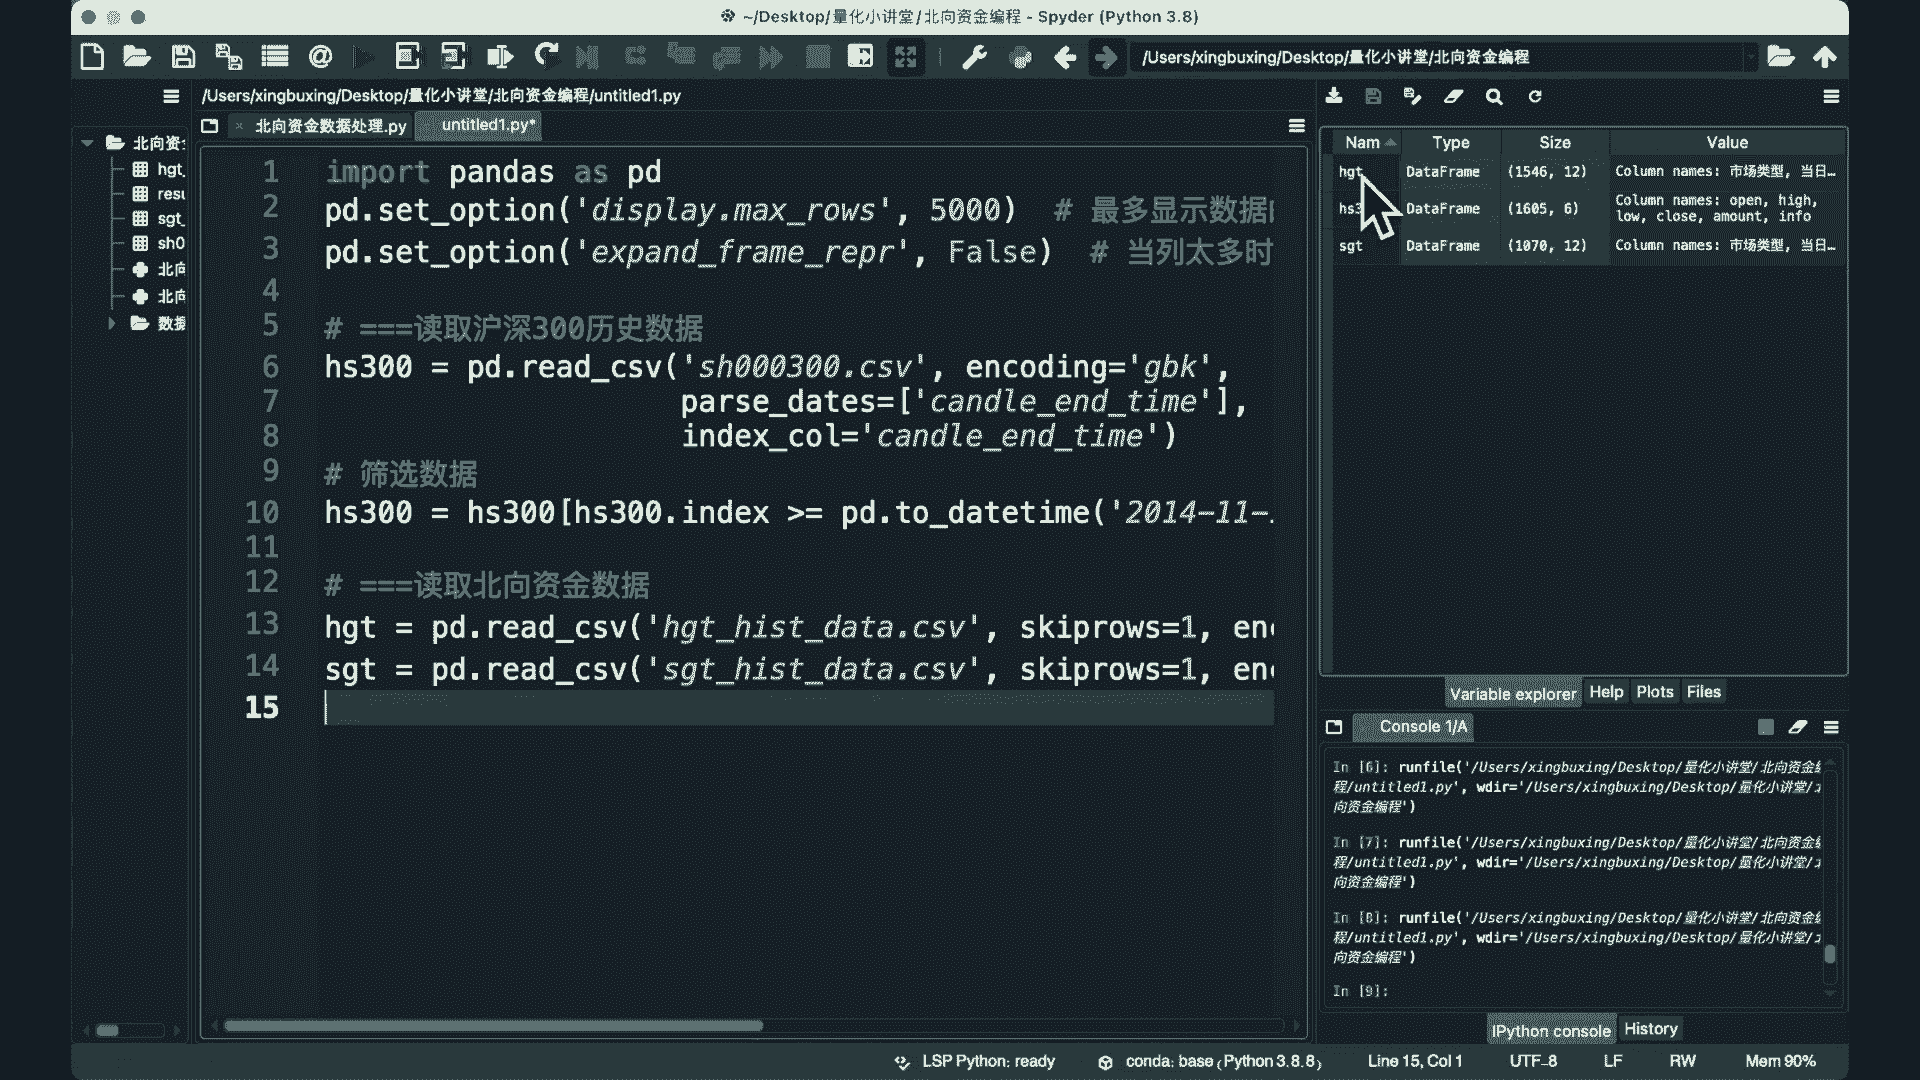 ~/Desktop/量化小讲堂/北向资金编程 - Spyder (Python 3.8)
/Users/xingbuxing/Desktop/量化小讲堂/北向资金编程
/Users/xingbuxing/Desktop/量化小讲堂/北向资金编程/untitled1.py
北向资金数据处理.py
untitled1.py*
北向资
hgt_
resu
sgt_
sh0
北向
北向
数据
1 import pandas as pd
2 pd.set_option('display.max_rows', 5000)  # 最多显示数据
3 pd.set_option('expand_frame_repr', False)  # 当列太多时
4
5 # ===读取沪深300历史数据
6 hs300 = pd.read_csv('sh000300.csv', encoding='gbk',
7 parse_dates=['candle_end_time'],
8 index_col='candle_end_time')
9 # 筛选数据
10 hs300 = hs300[hs300.index >= pd.to_datetime('2014-11-
11
12 # ===读取北向资金数据
13 hgt = pd.read_csv('hgt_hist_data.csv', skiprows=1, en
14 sgt = pd.read_csv('sgt_hist_data.csv', skiprows=1, en
15
Nam Type Size Value
hgt DataFrame (1546, 12) Column names: 市场类型, 当日…
hs3 DataFrame (1605, 6) Column names: open, high,
low, close, amount, info
sgt DataFrame (1070, 12) Column names: 市场类型, 当日…
Variable explorer Help Plots Files
Console 1/A
In [6]: runfile('/Users/xingbuxing/Desktop/量化小讲堂/北向资金编
程/untitled1.py', wdir='/Users/xingbuxing/Desktop/量化小讲堂/
向资金编程')
In [7]: runfile('/Users/xingbuxing/Desktop/量化小讲堂/北向资金编
程/untitled1.py', wdir='/Users/xingbuxing/Desktop/量化小讲堂/
向资金编程')
In [8]: runfile('/Users/xingbuxing/Desktop/量化小讲堂/北向资金编
程/untitled1.py', wdir='/Users/xingbuxing/Desktop/量化小讲堂/
向资金编程')
In [9]:
IPython console History
LSP Python: ready conda: base (Python 3.8.8) Line 15, Col 1 UTF-8 LF RW Mem 90%